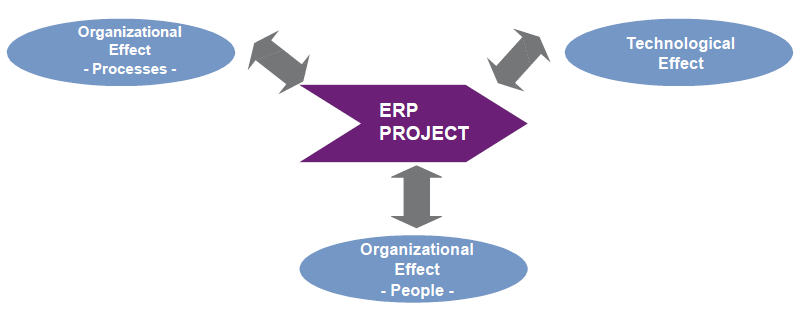 Organizational
Effect
- Processes -
Technological
Effect
ERP
PROJECT
Organizational
Effect
- People -